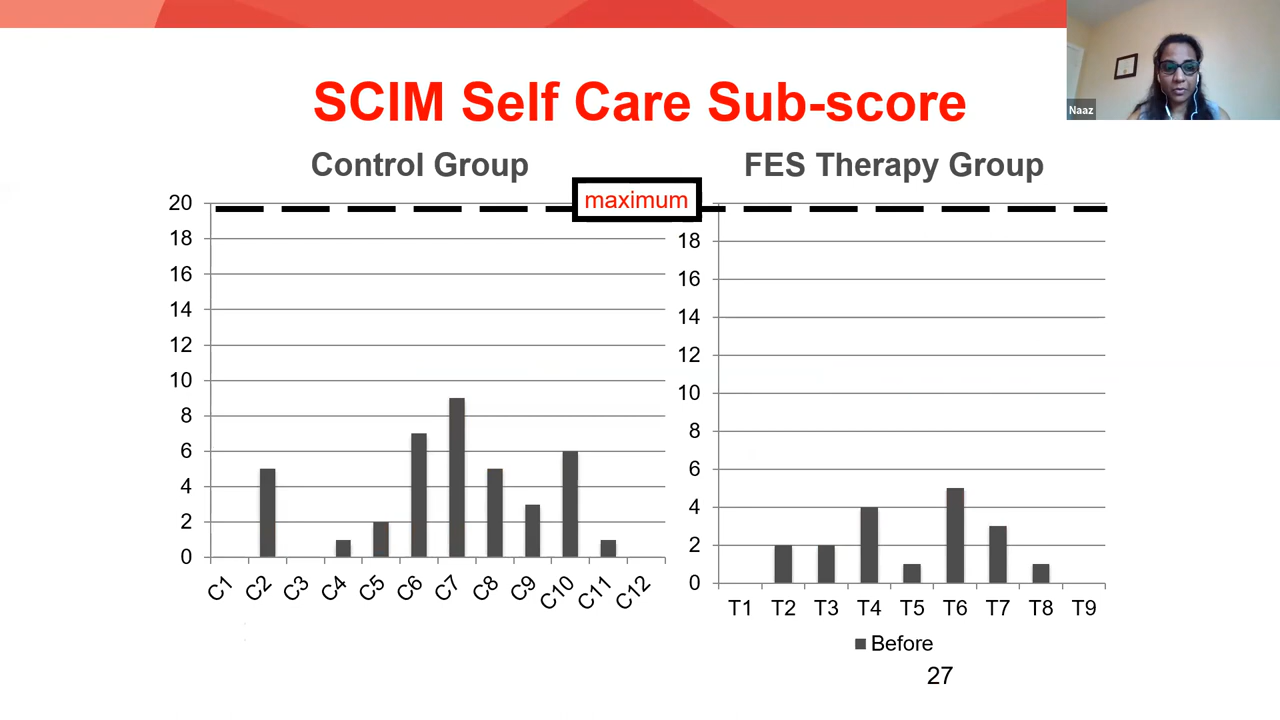 Naaz
SCIM Self Care Sub-score
Control Group
FES Therapy Group
maximum
20
18
16
14
12
10
8
6
4
2
0
C1 C2 C3 C4 C5 C6 C7 C8 C9 C10 C11 C12
18
16
14
12
10
8
6
4
2
0
T1 T2 T3 T4 T5 T6 T7 T8 T9
Before
27